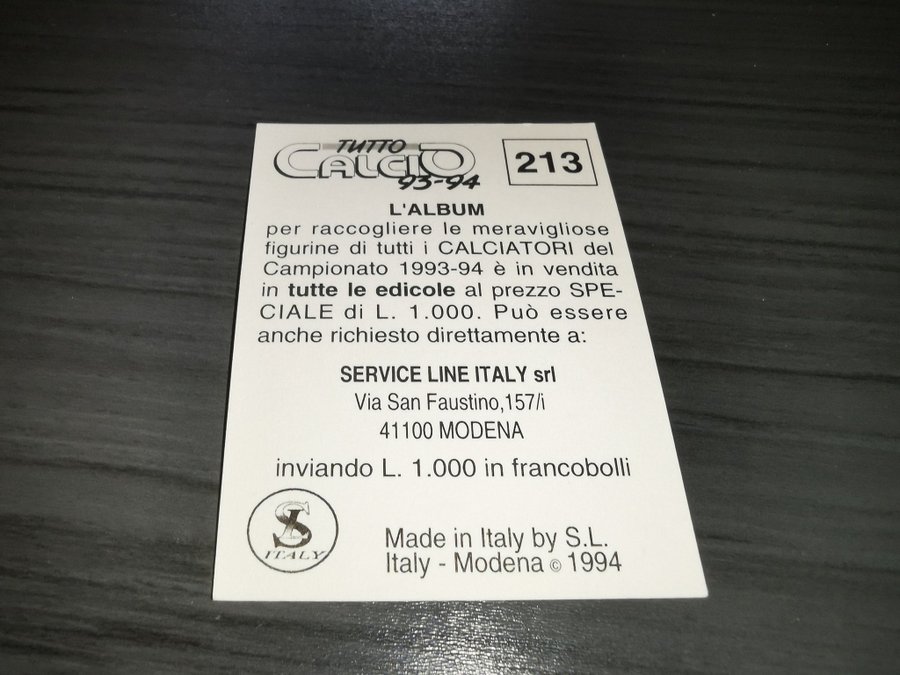 TUTTO
CALCIO
93-94
213
L'ALBUM
per raccogliere le meravigliose
figurine di tutti i CALCIATORI del
Campionato 1993-94 è in vendita
in tutte le edicole al prezzo SPE-
CIALE di L. 1.000. Può essere
anche richiesto direttamente a:
SERVICE LINE ITALY srl
Via San Faustino,157/i
41100 MODENA
inviando L. 1.000 in francobolli
SL
ITALY
Made in Italy by S.L.
Italy - Modena © 1994